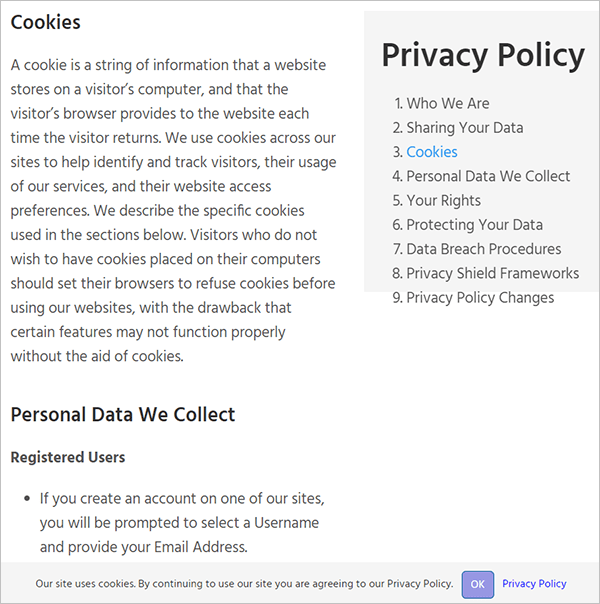 Cookies
A cookie is a string of information that a website
stores on a visitor’s computer, and that the
visitor’s browser provides to the website each
time the visitor returns. We use cookies across our
sites to help identify and track visitors, their usage
of our services, and their website access
preferences. We describe the specific cookies
used in the sections below. Visitors who do not
wish to have cookies placed on their computers
should set their browsers to refuse cookies before
using our websites, with the drawback that
certain features may not function properly
without the aid of cookies.
Personal Data We Collect
Registered Users
• If you create an account on one of our sites,
you will be prompted to select a Username
and provide your Email Address.
Privacy Policy
1. Who We Are
2. Sharing Your Data
3. Cookies
4. Personal Data We Collect
5. Your Rights
6. Protecting Your Data
7. Data Breach Procedures
8. Privacy Shield Frameworks
9. Privacy Policy Changes
Our site uses cookies. By continuing to use our site you are agreeing to our Privacy Policy. OK Privacy Policy